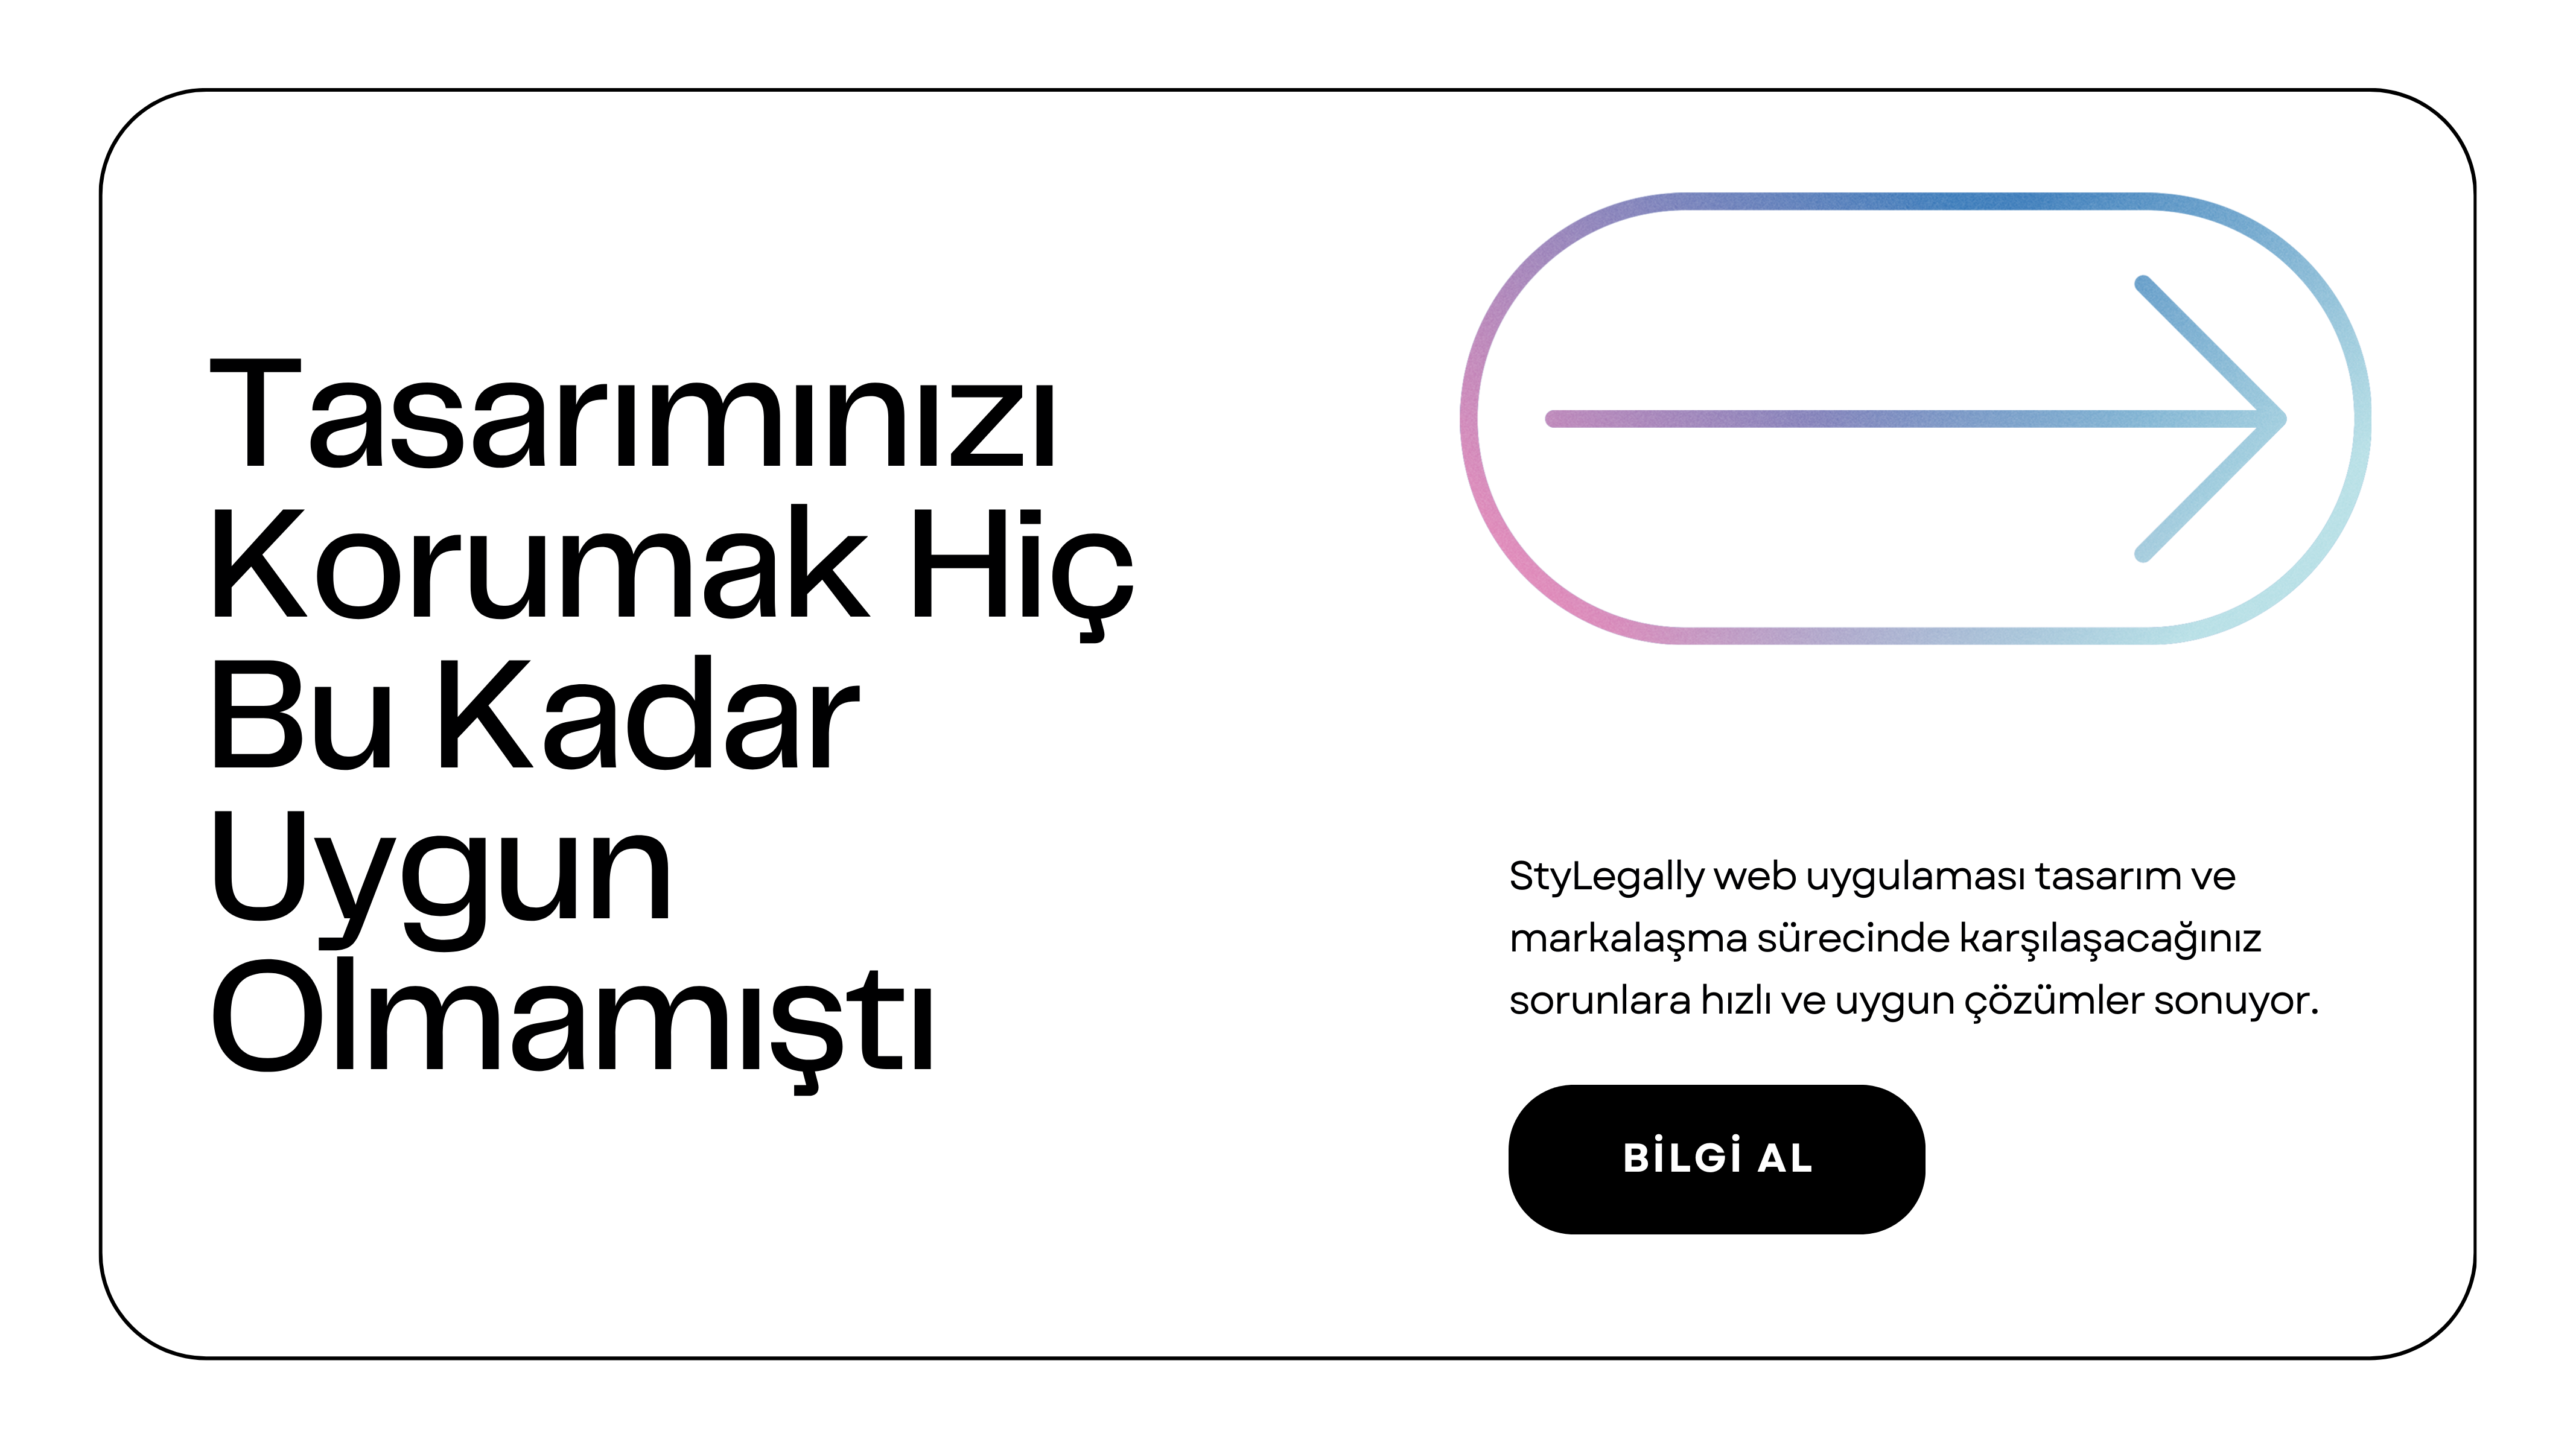 Tasarımınızı
Korumak Hiç
Bu Kadar
Uygun
Olmamıştı
StyLegally web uygulaması tasarım ve
markalaşma sürecinde karşılaşacağınız
sorunlara hızlı ve uygun çözümler sonuyor.
BİLGİ AL